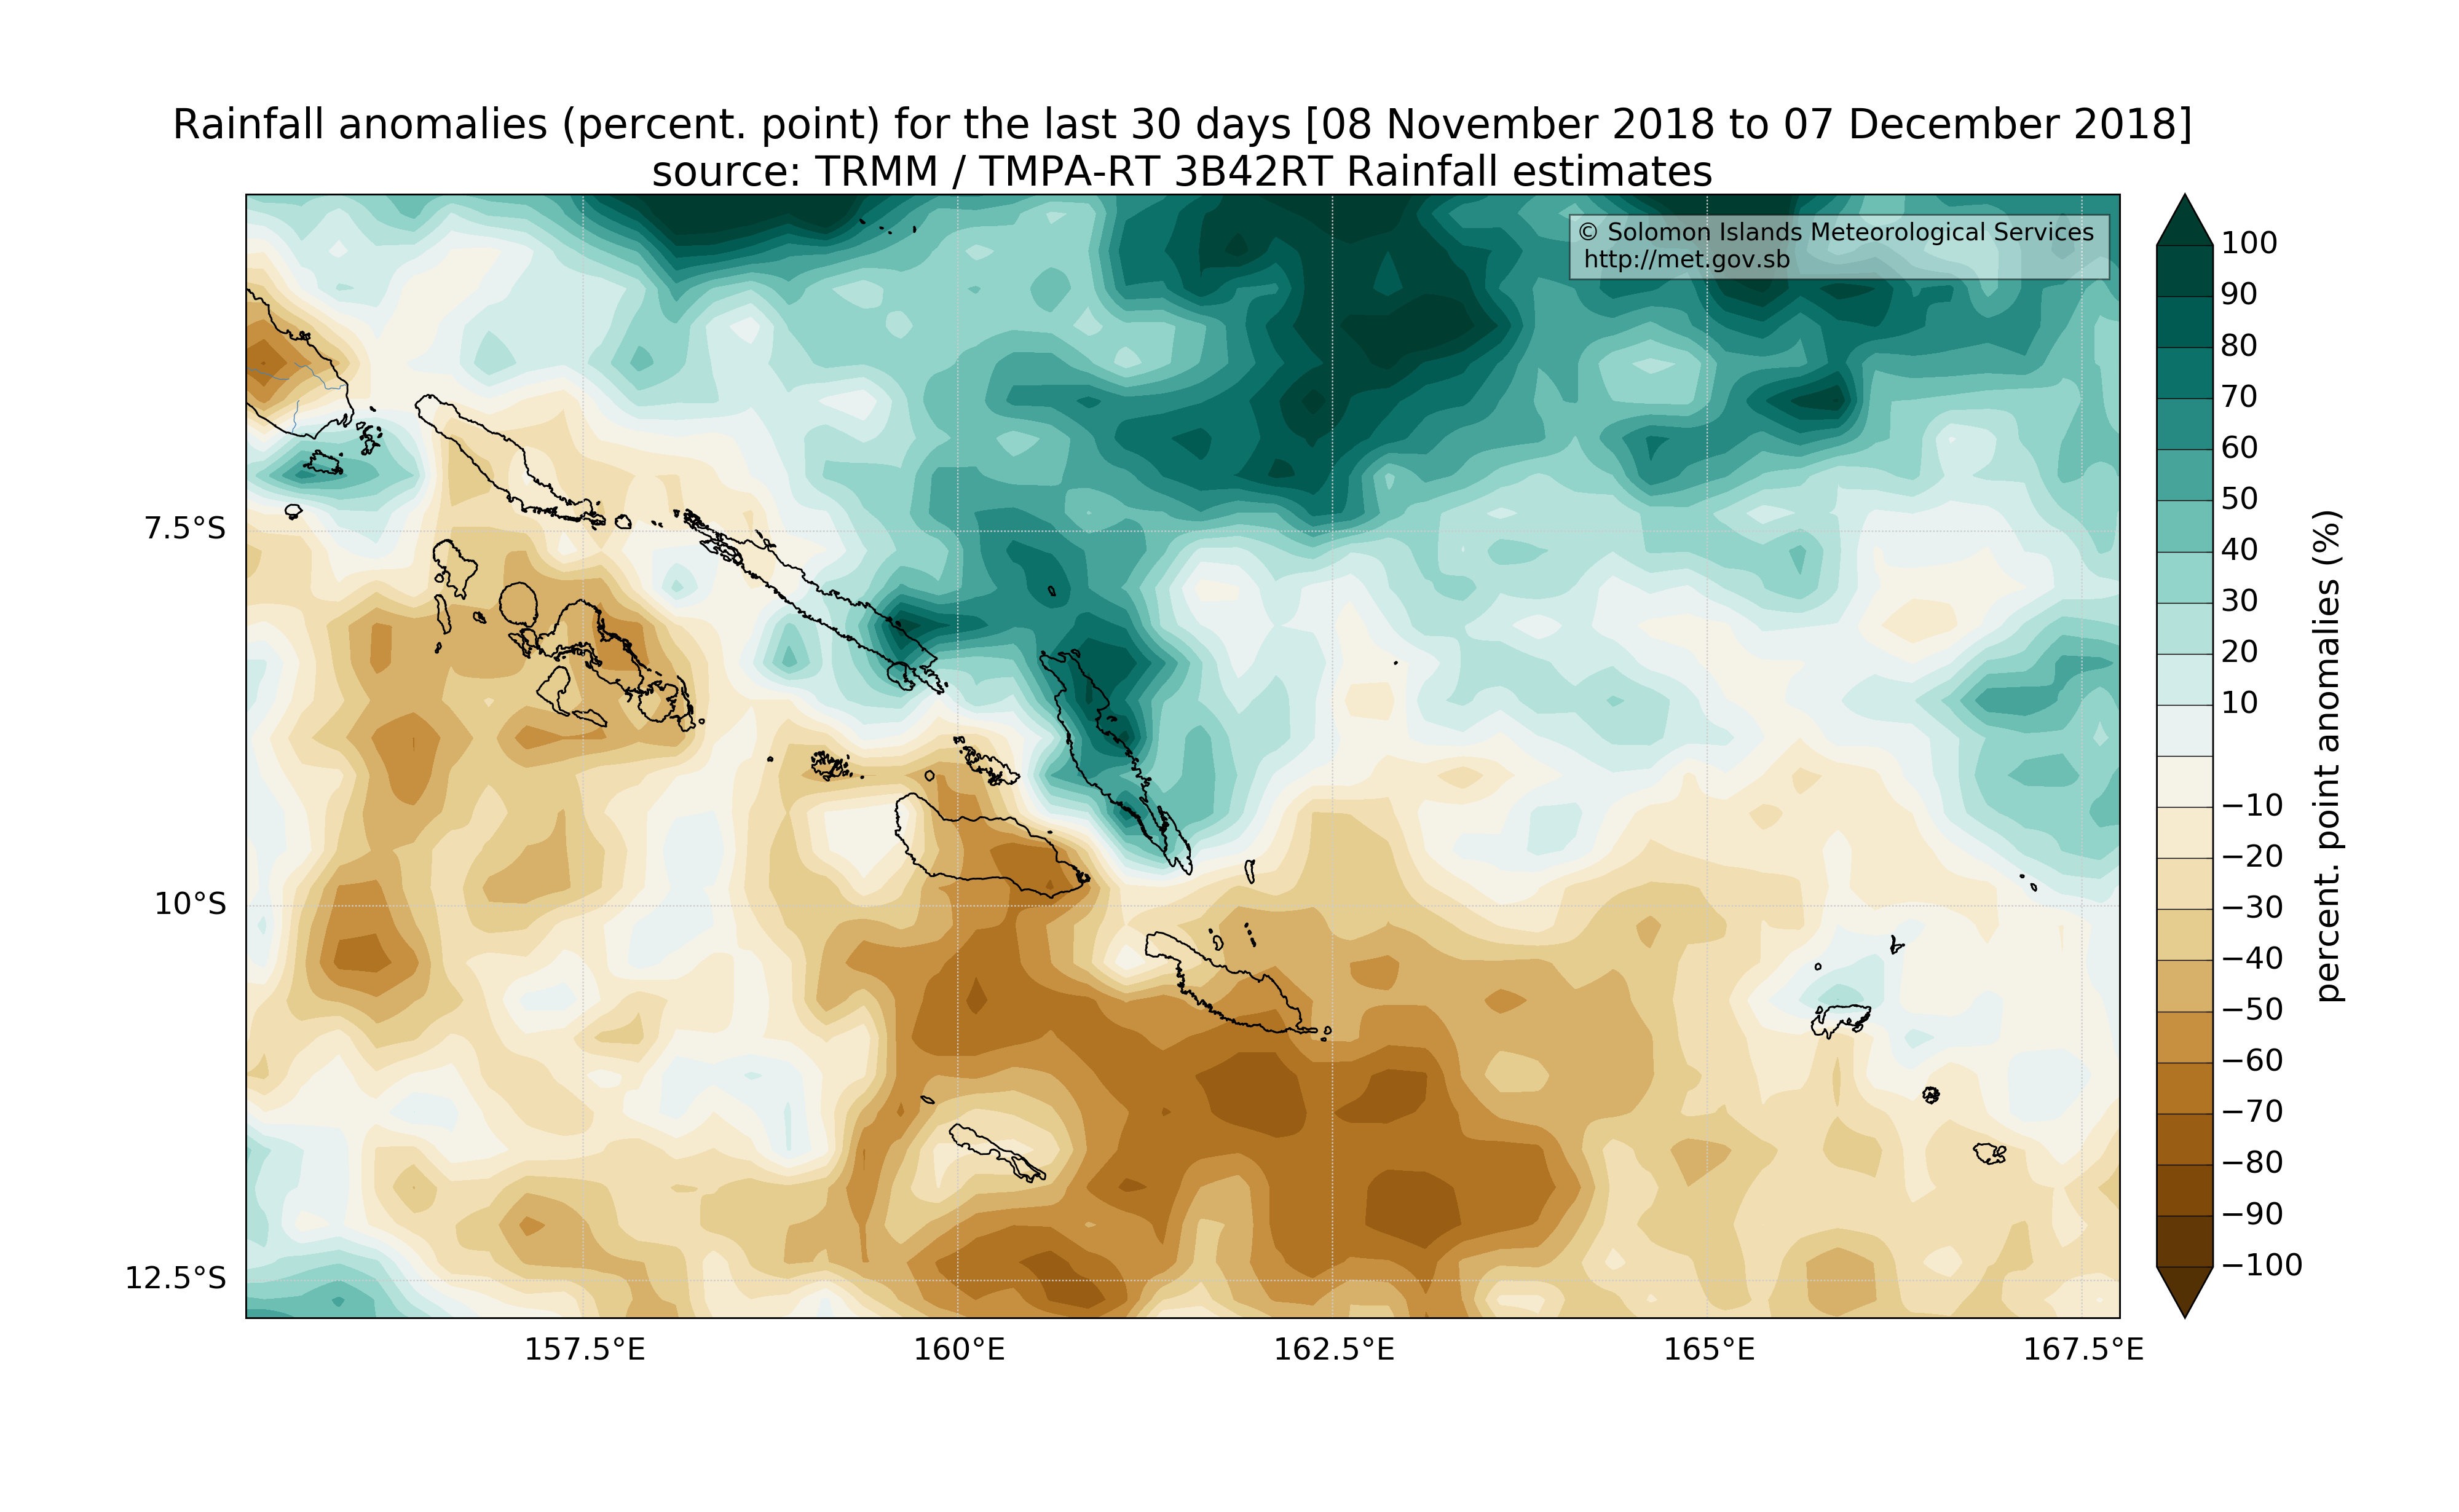 Rainfall anomalies (percent. point) for the last 30 days [08 November 2018 to 07 December 2018]
source: TRMM / TMPA-RT 3B42RT Rainfall estimates
© Solomon Islands Meteorological Services
http://met.gov.sb
7.5°S
10°S
12.5°S
157.5°E
160°E
162.5°E
165°E
167.5°E
100
90
80
70
60
50
40
30
20
10
−10
−20
−30
−40
−50
−60
−70
−80
−90
−100
percent. point anomalies (%)